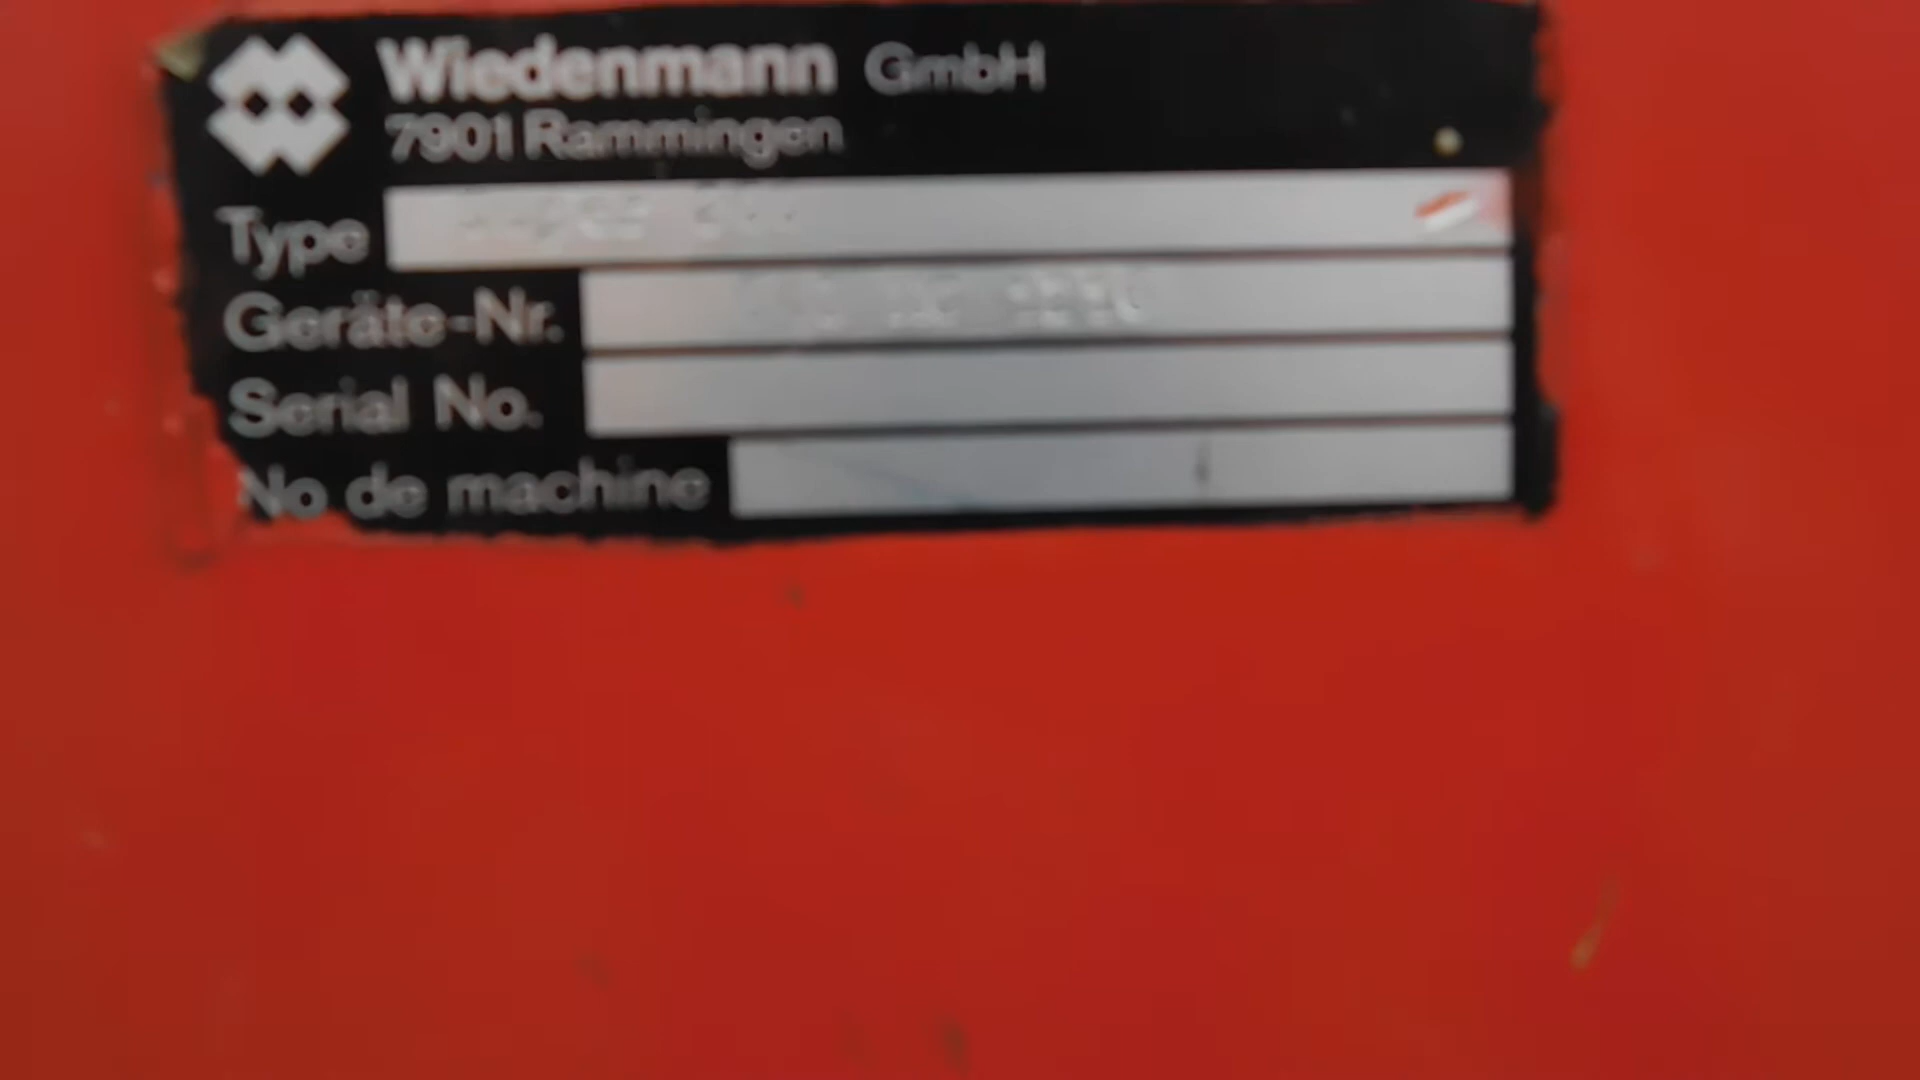 Wiedenmann GmbH
7901 Rammingen
Type
Geräte-Nr.
Serial No.
No de machine